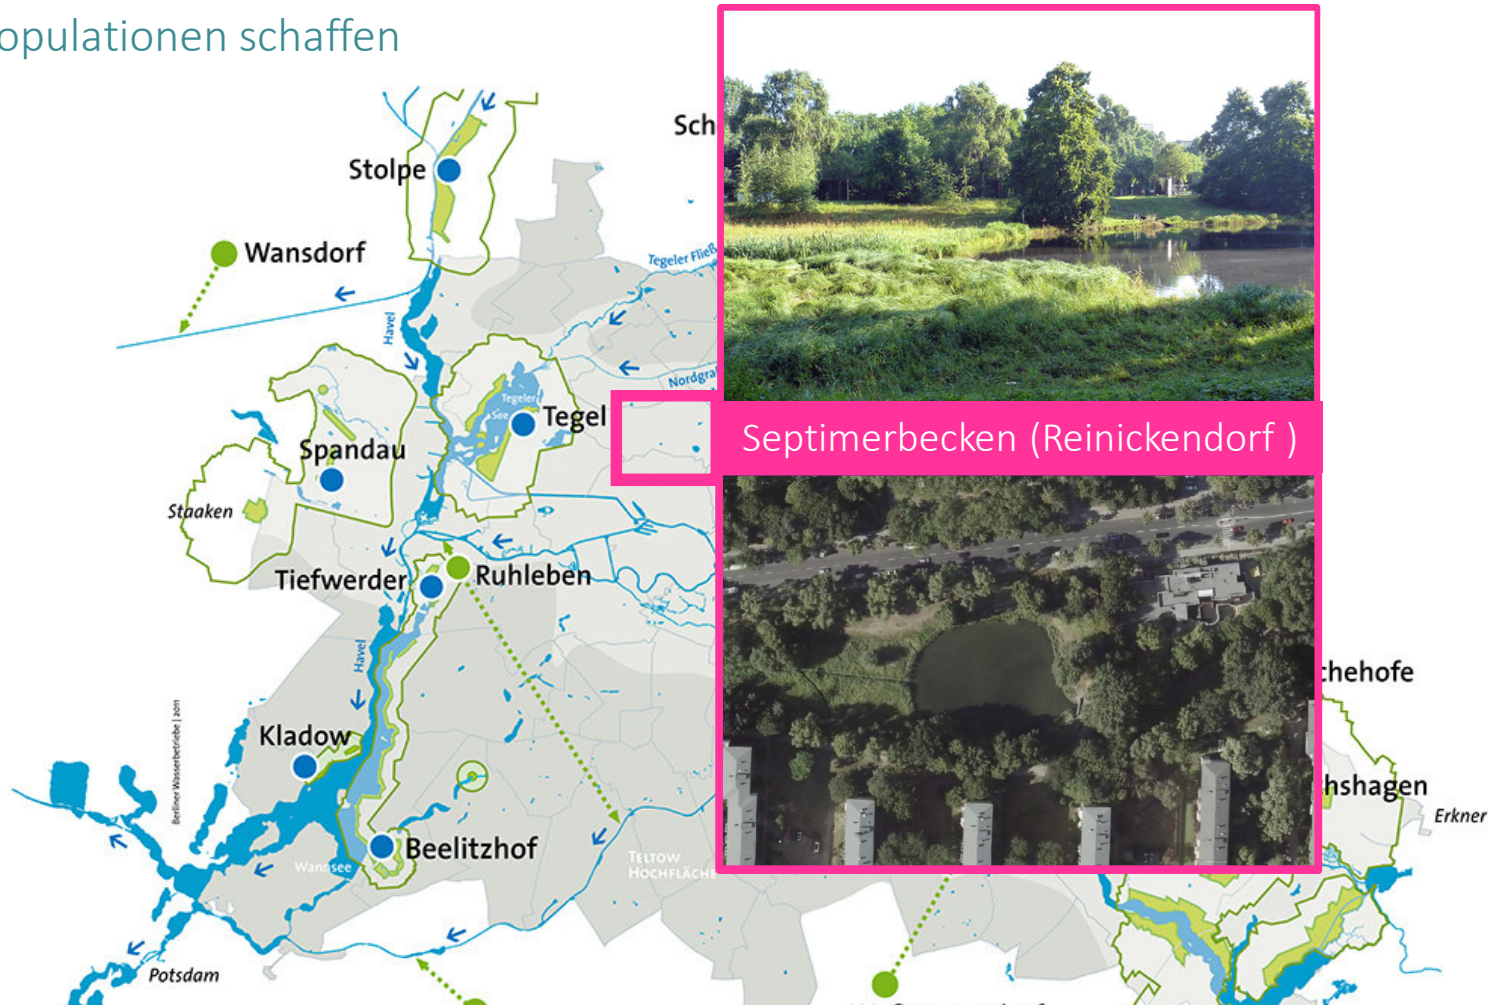 opulationen schaffen
Sch
Stolpe
Wansdorf
Tegeler Fließ
Havel
Nordgra
Tegeler
See
Tegel
Septimerbecken (Reinickendorf )
Spandau
Staaken
Tiefwerder
Ruhleben
Havel
chehofe
Berliner Wasserbetriebe | 2011
Kladow
hshagen
Erkner
Beelitzhof
Wannsee
TELTOW
HOCHFLÄCHE
Potsdam